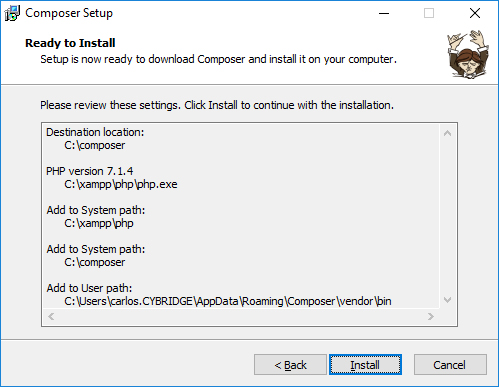 Composer Setup
Ready to Install
Setup is now ready to download Composer and install it on your computer.
Please review these settings. Click Install to continue with the installation.
Destination location:
C:\composer
PHP version 7.1.4
C:\xampp\php\php.exe
Add to System path:
C:\xampp\php
Add to System path:
C:\composer
Add to User path:
C:\Users\carlos.CYBRIDGE\AppData\Roaming\Composer\vendor\bin
< Back
Install
Cancel